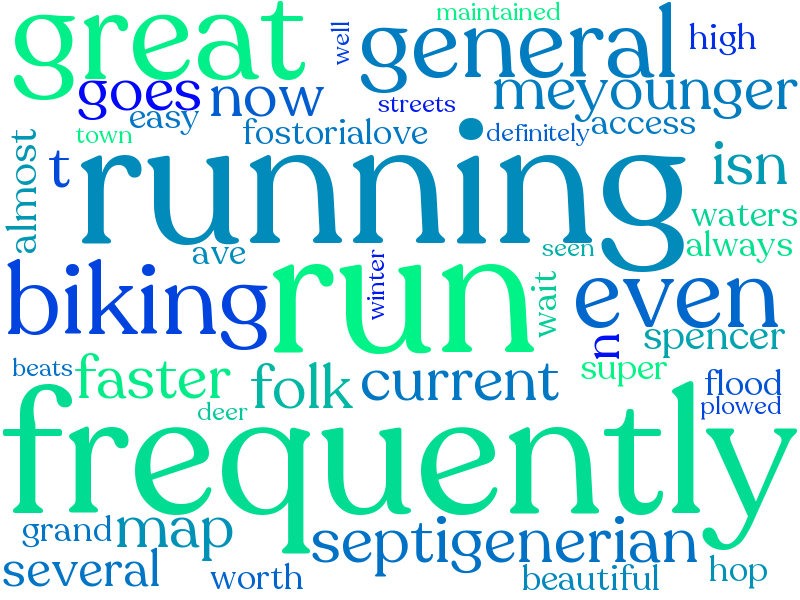 great
general
maintained
well
high
goes
now
streets
meyounger
easy
fostorialove
definitely
access
town
almost
t
running
isn
waters
always
ave
seen
winter
biking
run
wait
even
n
spencer
beats
faster
folk
current
super
flood
plowed
deer
frequently
grand
map
septigenerian
several
worth
beautiful
hop